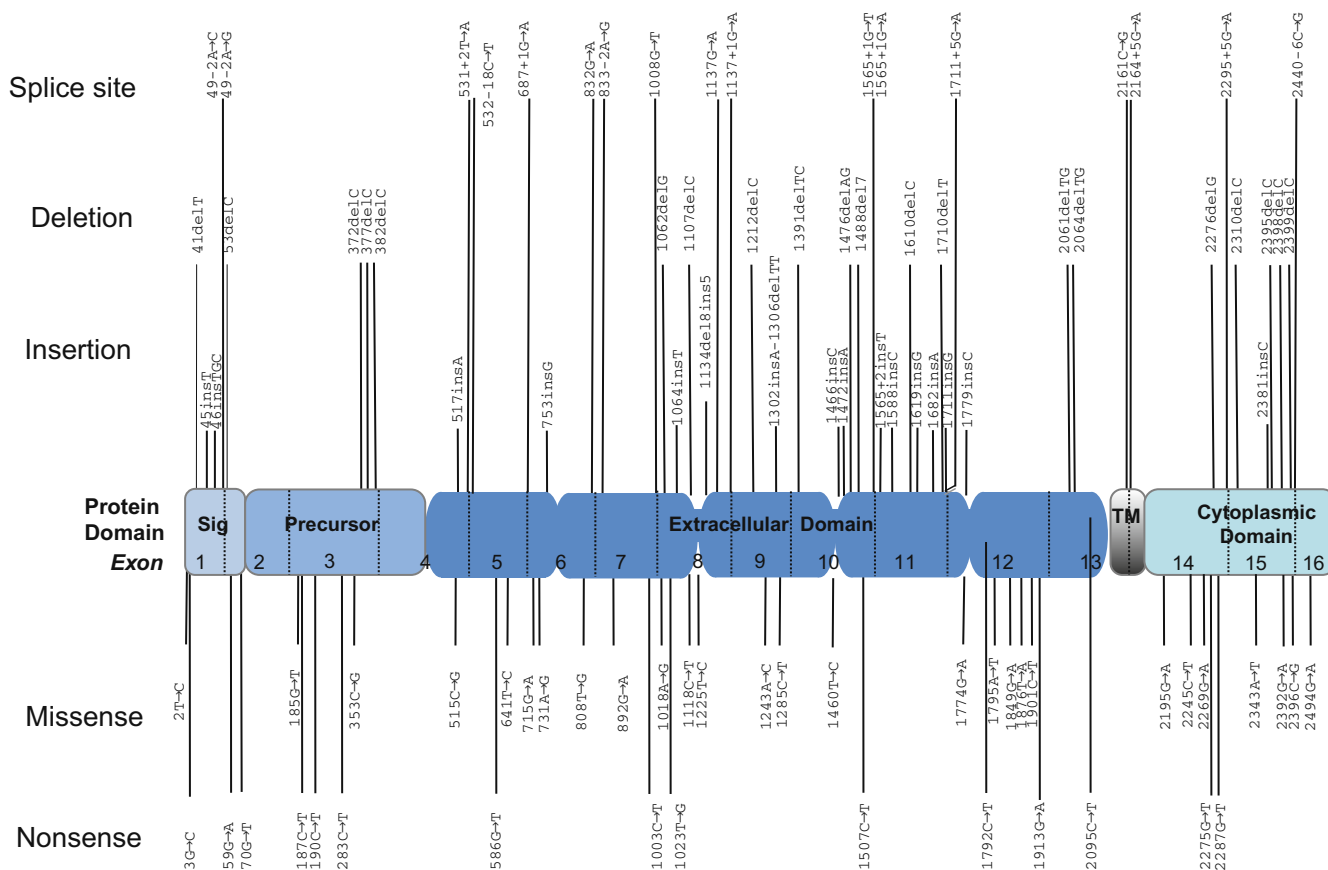 Splice site
49-2A→C
49-2A→G
531+2T→A
532-18C→T
687+1G→A
832G→A
833-2A→G
1008G→T
1137G→A
1137+1G→A
1565+1G→T
1565+1G→A
1711+5G→A
2161C→G
2164+5G→A
2295+5G→A
2440-6C→G
Deletion
41delT
53delC
372delC
377delC
382delC
1062delG
1107delC
1212delC
1391delTC
1476delAG
1488del7
1610delC
1710delT
2061delTG
2064delTG
2276delG
2310delC
2395delC
2398delC
2399delC
Insertion
45insT
46insTGC
517insA
753insG
1064insT
1134del8ins5
1302insA-1306delTT
1466insC
1472insA
1565+2insT
1588insC
1619insG
1682insA
1711insG
1779insC
2381insC
Protein
Domain
Sig
Precursor
Extracellular Domain
TM
Cytoplasmic
Domain
Exon
1 2 3 4 5 6 7 8 9 10 11 12 13 14 15 16
Missense
2T→C
185G→T
353C→G
515C→G
641T→C
715G→A
731A→G
808T→G
892G→A
1018A→G
1118C→T
1225T→C
1243A→C
1285C→T
1460T→C
1774G→A
1795A→T
1849G→A
1876T→A
1901C→T
2195G→A
2245C→T
2269G→A
2343A→T
2392G→A
2396C→G
2494G→A
Nonsense
3G→C
59G→A
70G→T
187C→T
190C→T
283C→T
586G→T
1003C→T
1023T→G
1507C→T
1792C→T
1913G→A
2095C→T
2275G→T
2287G→T